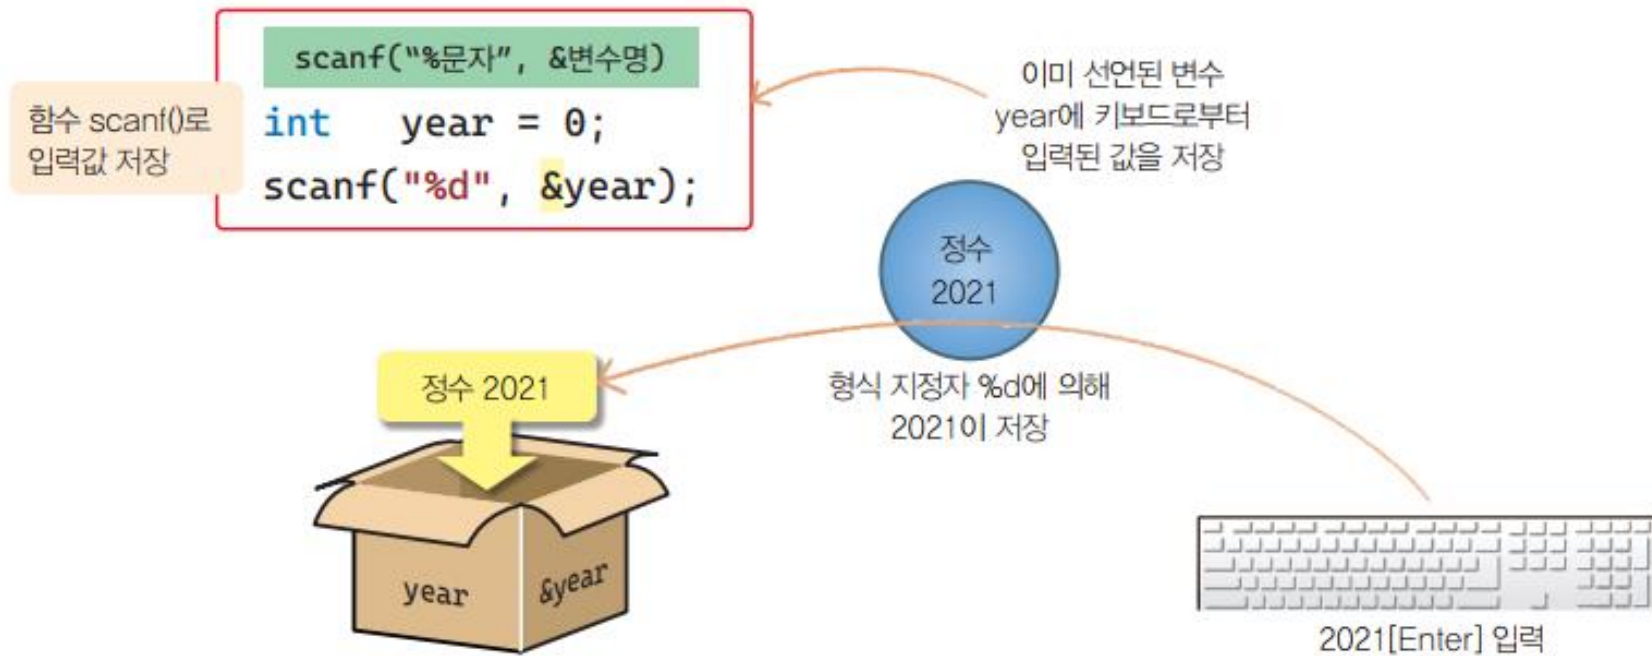 scanf("%문자", &변수명)
함수 scanf()로
입력값 저장
int year = 0;
scanf("%d", &year);
이미 선언된 변수
year에 키보드로부터
입력된 값을 저장
정수
2021
형식 지정자 %d에 의해
2021이 저장
정수 2021
year
&year
2021[Enter] 입력